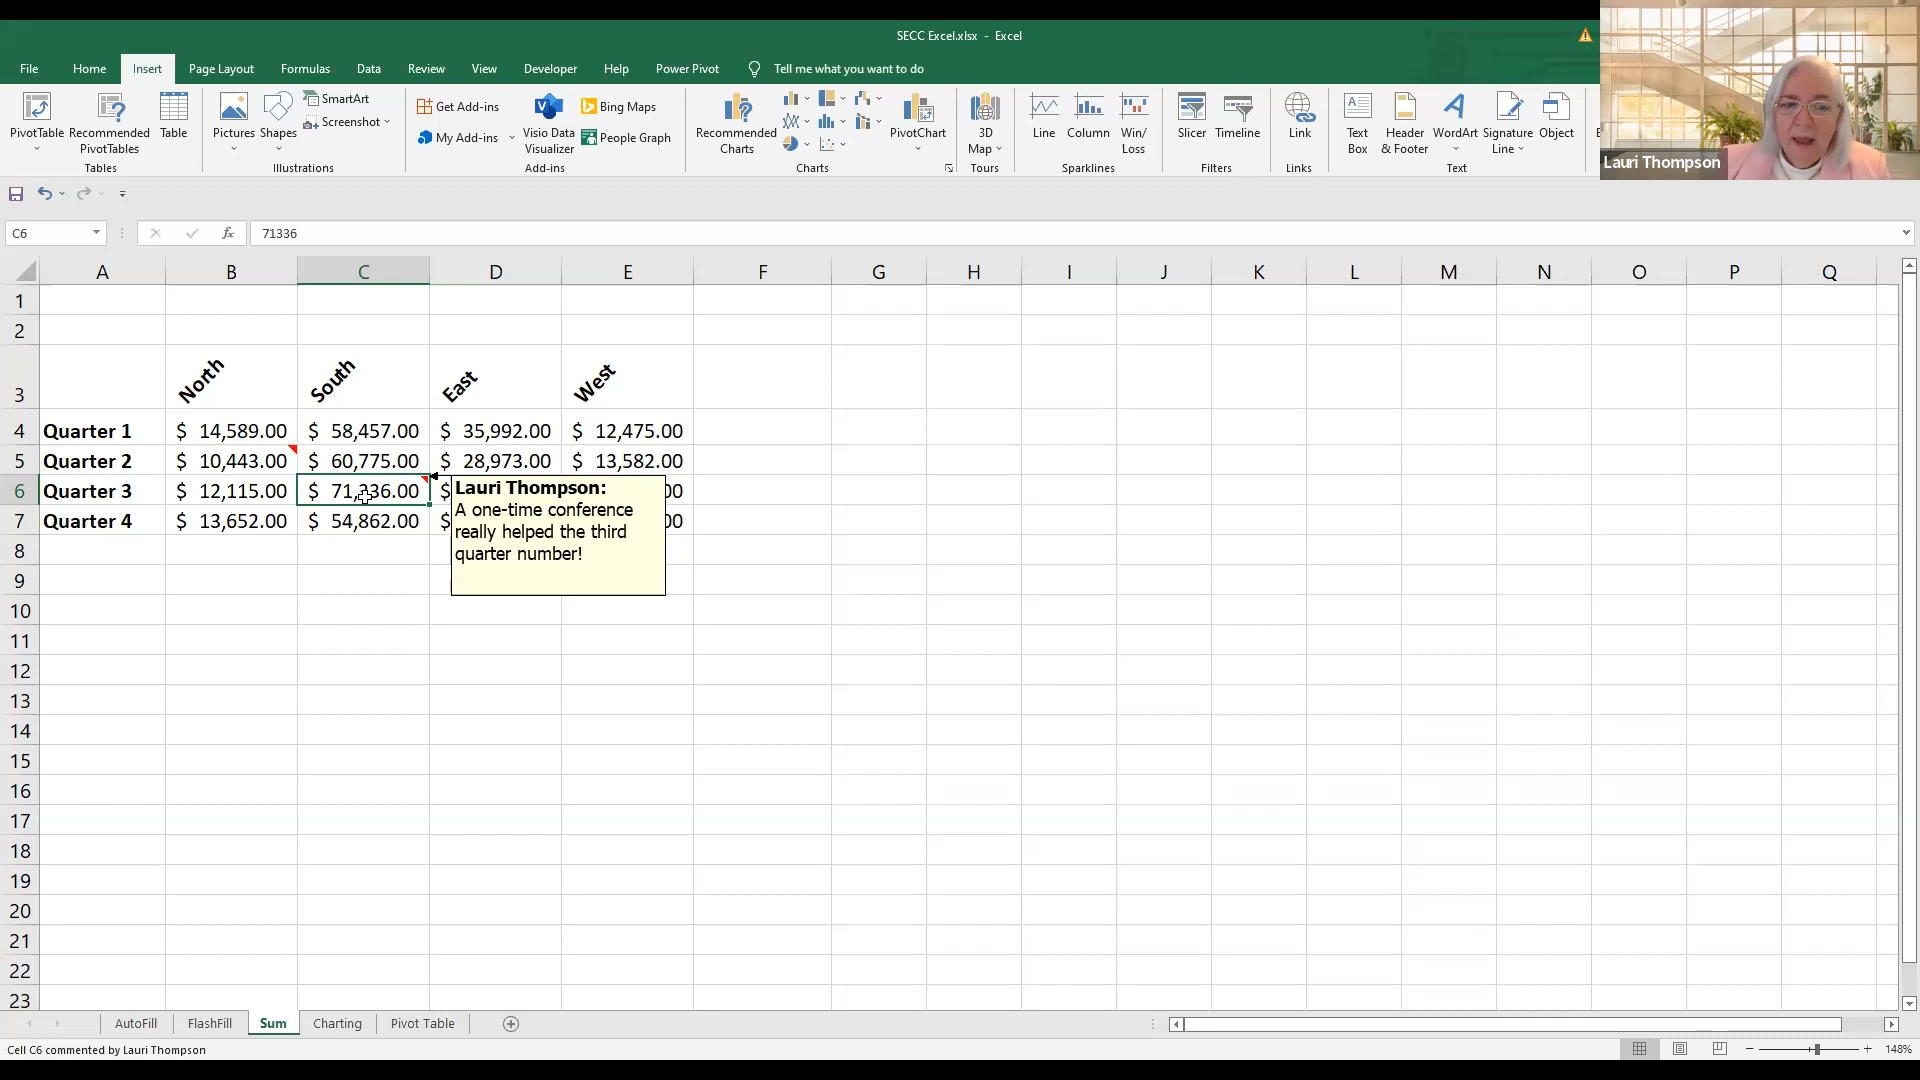 SECC Excel.xlsx - Excel
File Home Insert Page Layout Formulas Data Review View Developer Help Power Pivot Tell me what you want to do
PivotTable
Recommended
PivotTables
Table
Tables
Pictures
Shapes
SmartArt
Screenshot
Illustrations
Get Add-ins
My Add-ins
Visio Data
Visualizer
Bing Maps
People Graph
Add-ins
Recommended
Charts
PivotChart
Charts
3D
Map
Tours
Line
Column
Win/
Loss
Sparklines
Slicer
Timeline
Filters
Link
Links
Text
Box
Header
& Footer
WordArt
Signature
Line
Object
Text
Lauri Thompson
C6 fx 71336
A B C D E F G H I J K L M N O P Q
1
2
3 North South East West
4 Quarter 1 $ 14,589.00 $ 58,457.00 $ 35,992.00 $ 12,475.00
5 Quarter 2 $ 10,443.00 $ 60,775.00 $ 28,973.00 $ 13,582.00
6 Quarter 3 $ 12,115.00 $ 71,336.00 $ 00
7 Quarter 4 $ 13,652.00 $ 54,862.00 $ 00
Lauri Thompson:
A one-time conference
really helped the third
quarter number!
8
9
10
11
12
13
14
15
16
17
18
19
20
21
22
23
AutoFill FlashFill Sum Charting Pivot Table
Cell C6 commented by Lauri Thompson 148%